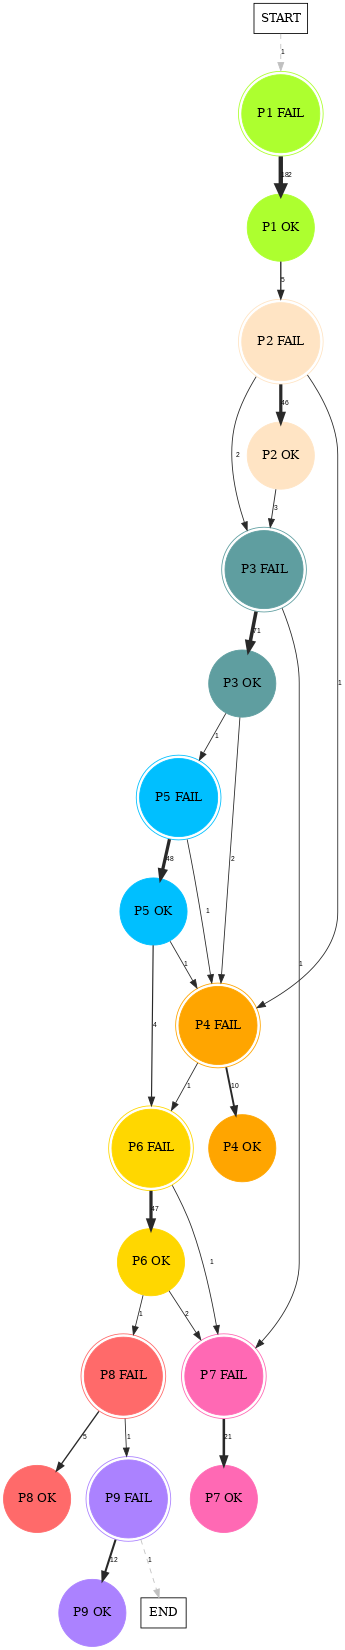 START
1
P1 FAIL
182
P1 OK
5
P2 FAIL
46
P2 OK
2
3
P3 FAIL
71
P3 OK
1
1
P5 FAIL
48
2
P5 OK
1
1
1
P4 FAIL
4
1
10
P6 FAIL
P4 OK
47
1
P6 OK
1
2
P8 FAIL
P7 FAIL
5
1
21
P8 OK
P9 FAIL
P7 OK
12
1
P9 OK
END